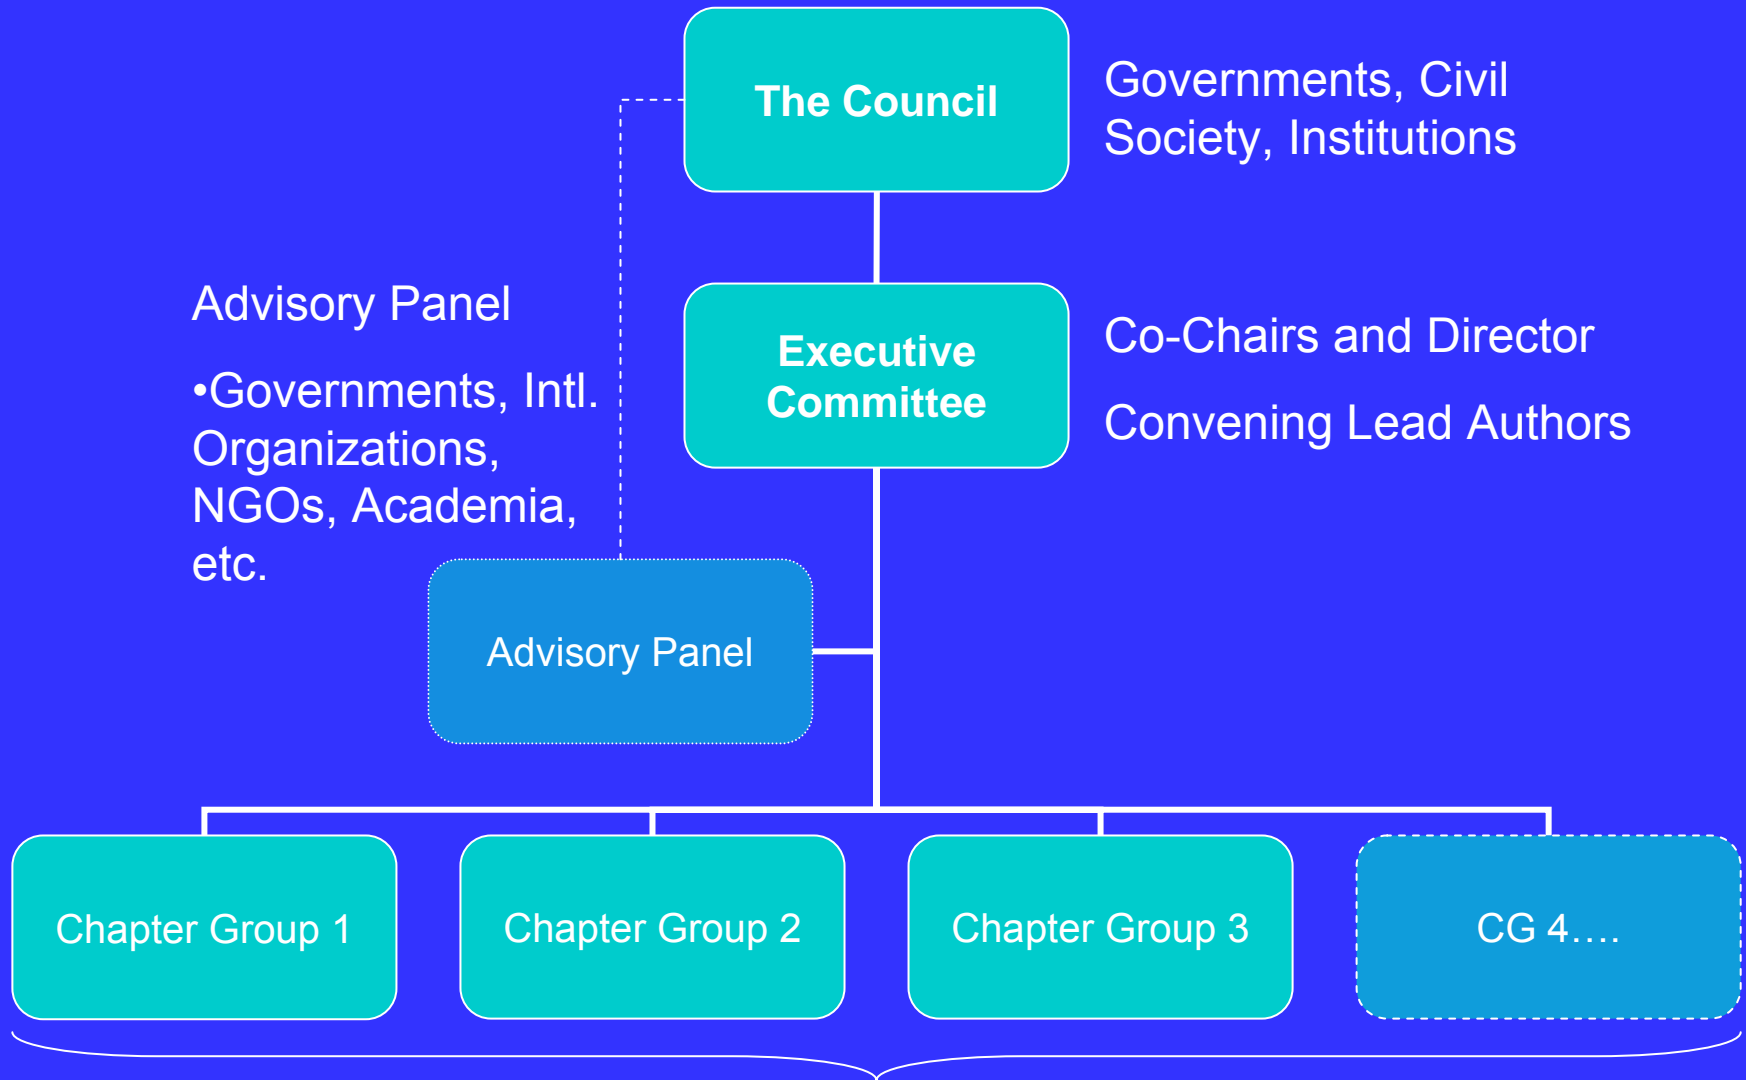 The Council
Governments, Civil
Society, Institutions
Advisory Panel
•Governments, Intl.
Organizations,
NGOs, Academia,
etc.
Executive
Committee
Co-Chairs and Director
Convening Lead Authors
Advisory Panel
Chapter Group 1
Chapter Group 2
Chapter Group 3
CG 4….